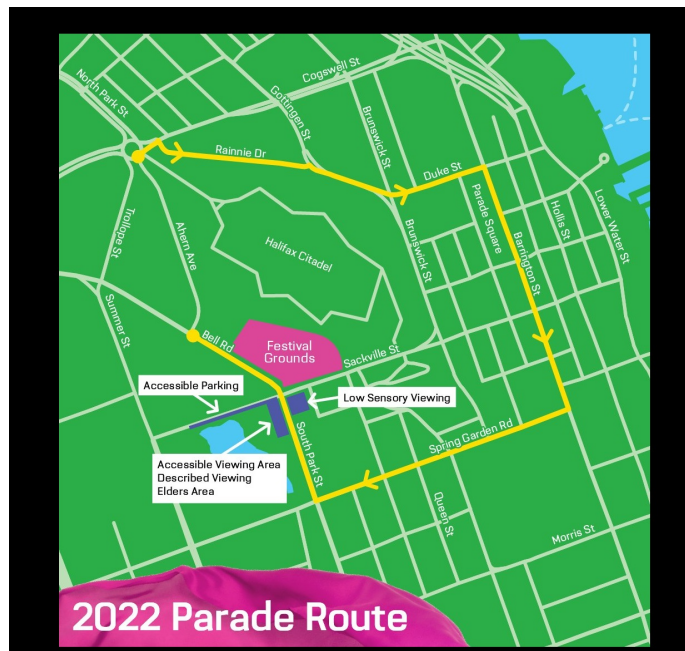 Cogswell St
North Park St
Gottingen St
Brunswick St
Rainnie Dr
Duke St
Parade Square
Lower Water St
Hollis St
Trollope St
Ahern Ave
Halifax Citadel
Brunswick St
Barrington St
Summer St
Bell Rd
Festival
Grounds
Sackville St
Accessible Parking
Low Sensory Viewing
South Park St
Spring Garden Rd
Accessible Viewing Area
Described Viewing
Elders Area
Queen St
Morris St
2022 Parade Route